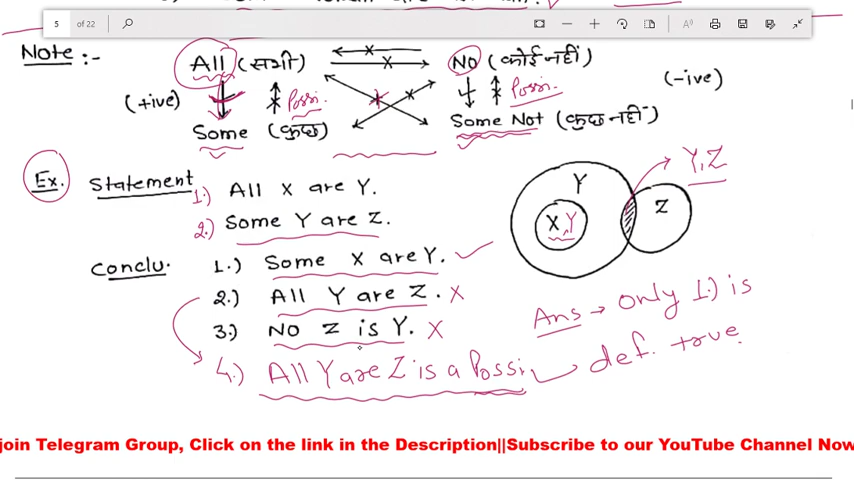 5 of 22
Note :-
All (सभी) No (कोई नहीं)
(+ive) Possi. Possi. (-ive)
Some (कुछ) Some Not (कुछ नहीं)
Ex. Statement 1.) All X are Y.
2.) Some Y are Z.
Y X,Y Z Y,Z
Conclu. 1.) Some X are Y.
2.) All Y are Z. X
3.) No Z is Y. X
4.) All Y are Z is a Possi.
Ans → only 1.) is
def. true.
join Telegram Group, Click on the link in the Description||Subscribe to our YouTube Channel Now